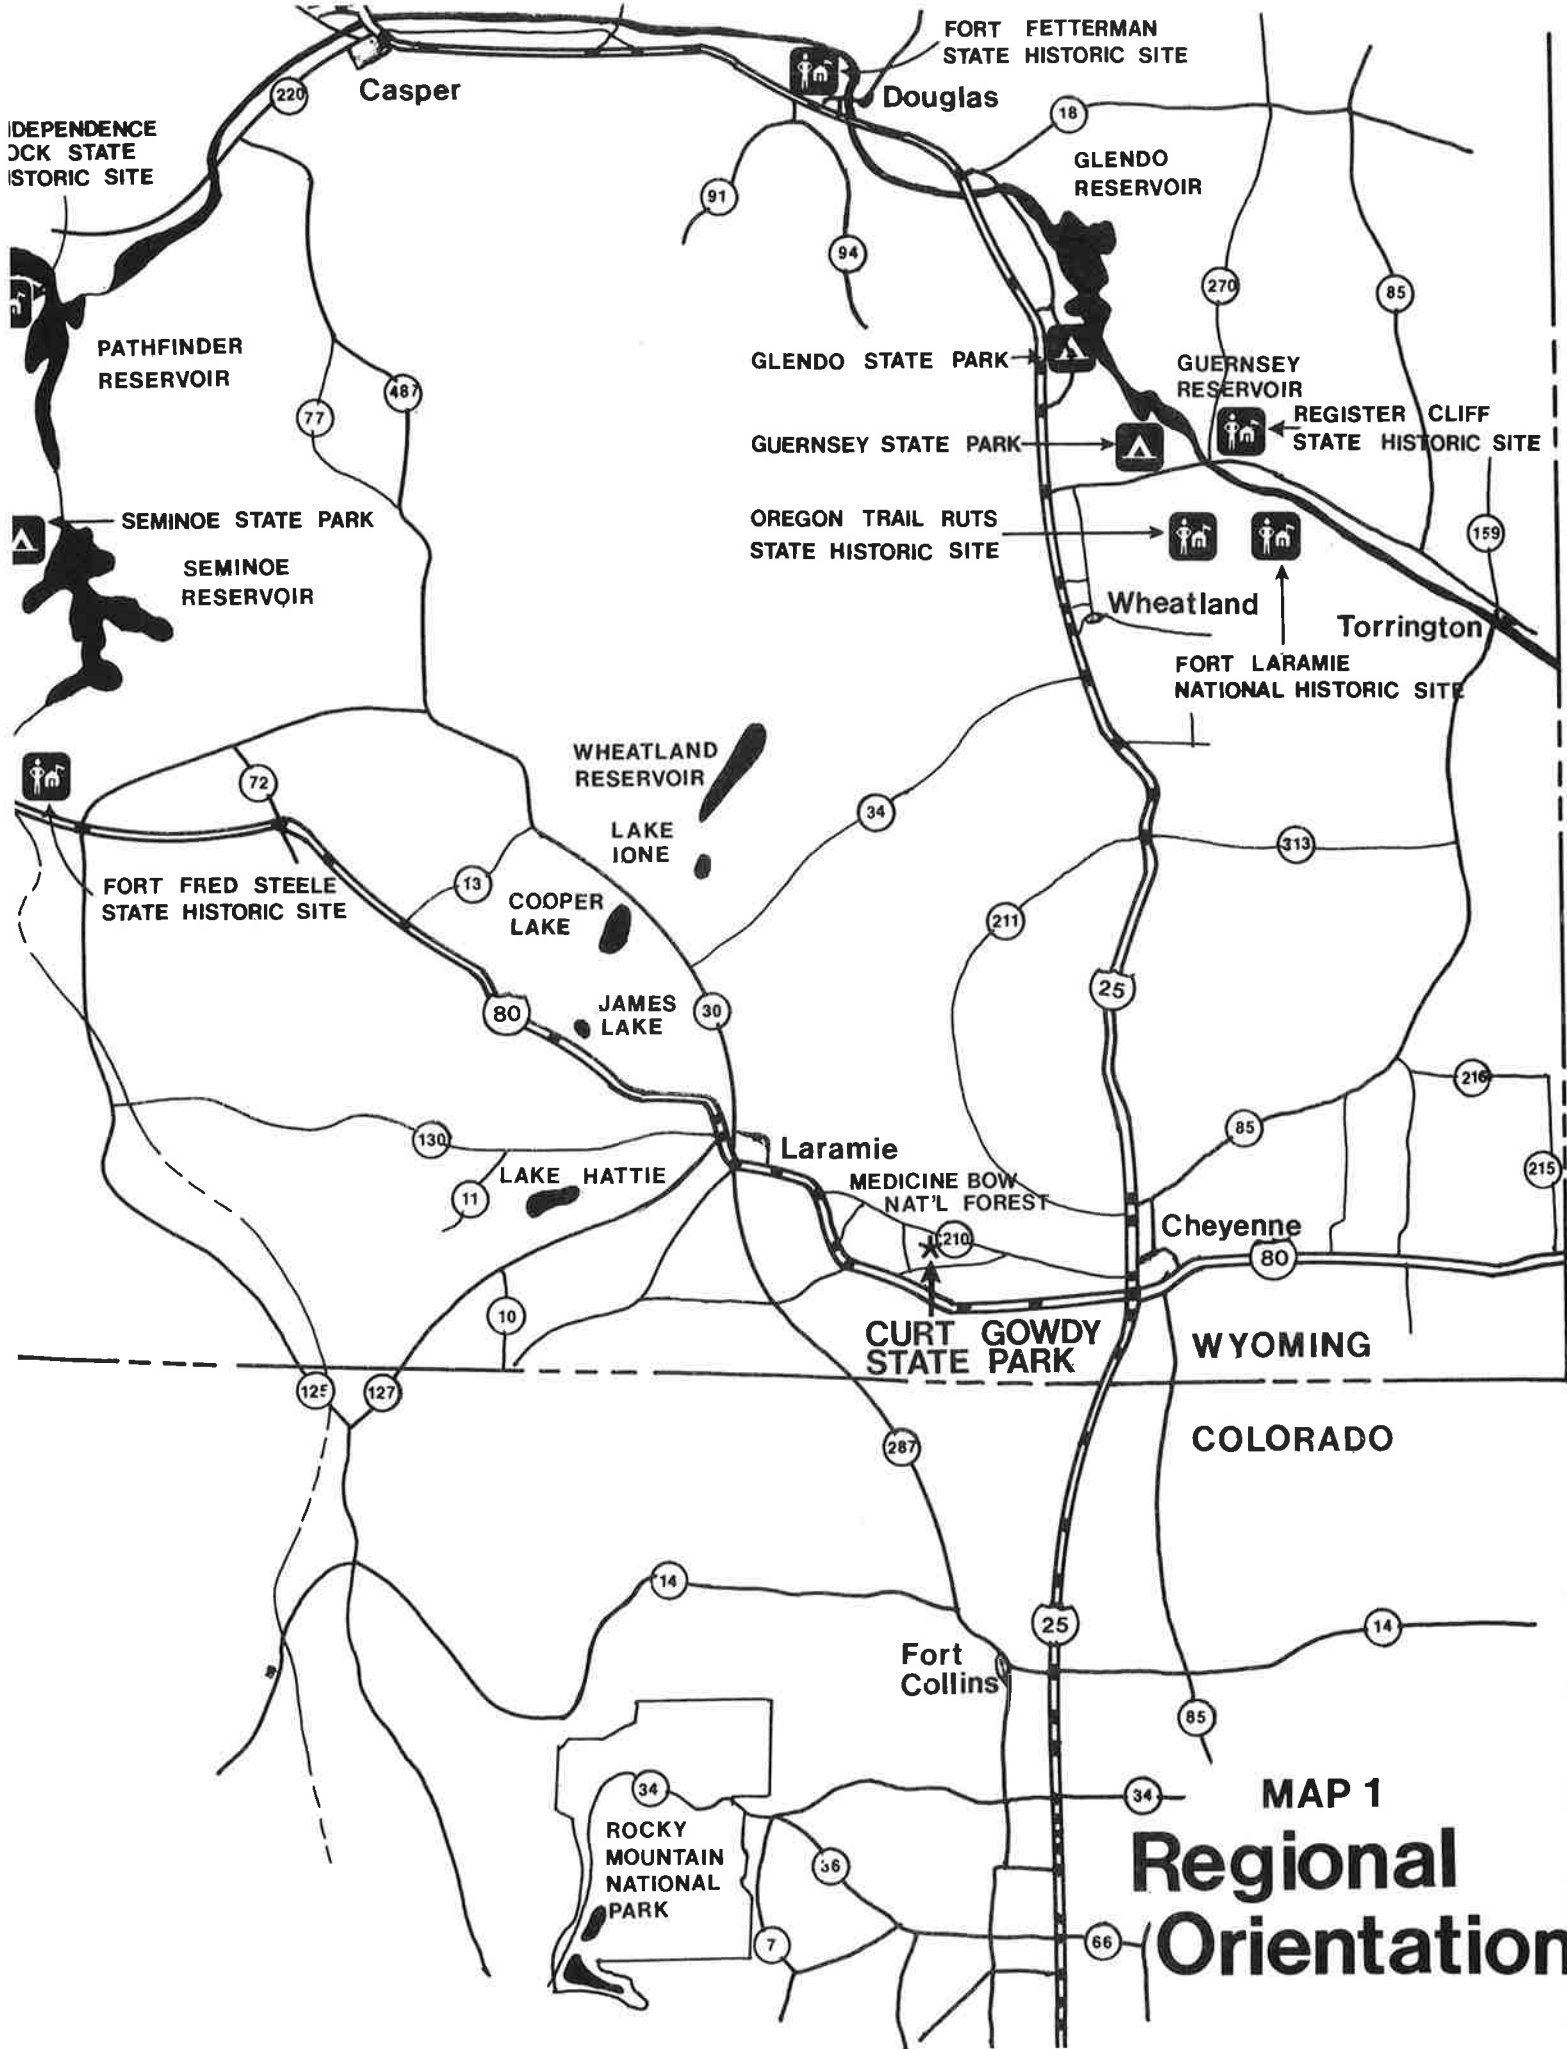 FORT FETTERMAN
STATE HISTORIC SITE
Casper
Douglas
220
18
IDEPENDENCE
OCK STATE
ISTORIC SITE
GLENDO
RESERVOIR
91
94
270
85
PATHFINDER
RESERVOIR
GLENDO STATE PARK
GUERNSEY
RESERVOIR
77
487
REGISTER CLIFF
STATE HISTORIC SITE
GUERNSEY STATE PARK
SEMINOE STATE PARK
OREGON TRAIL RUTS
STATE HISTORIC SITE
159
SEMINOE
RESERVOIR
Wheatland
Torrington
FORT LARAMIE
NATIONAL HISTORIC SITE
WHEATLAND
RESERVOIR
72
34
LAKE
IONE
313
13
FORT FRED STEELE
STATE HISTORIC SITE
COOPER
LAKE
211
25
80
JAMES
LAKE
30
216
85
130
Laramie
215
LAKE HATTIE
MEDICINE BOW
NAT'L FOREST
11
210
Cheyenne
80
10
CURT GOWDY
STATE PARK
WYOMING
125
127
COLORADO
287
14
25
14
Fort
Collins
85
34
34
MAP 1
Regional
Orientation
ROCKY
MOUNTAIN
NATIONAL
PARK
36
7
66